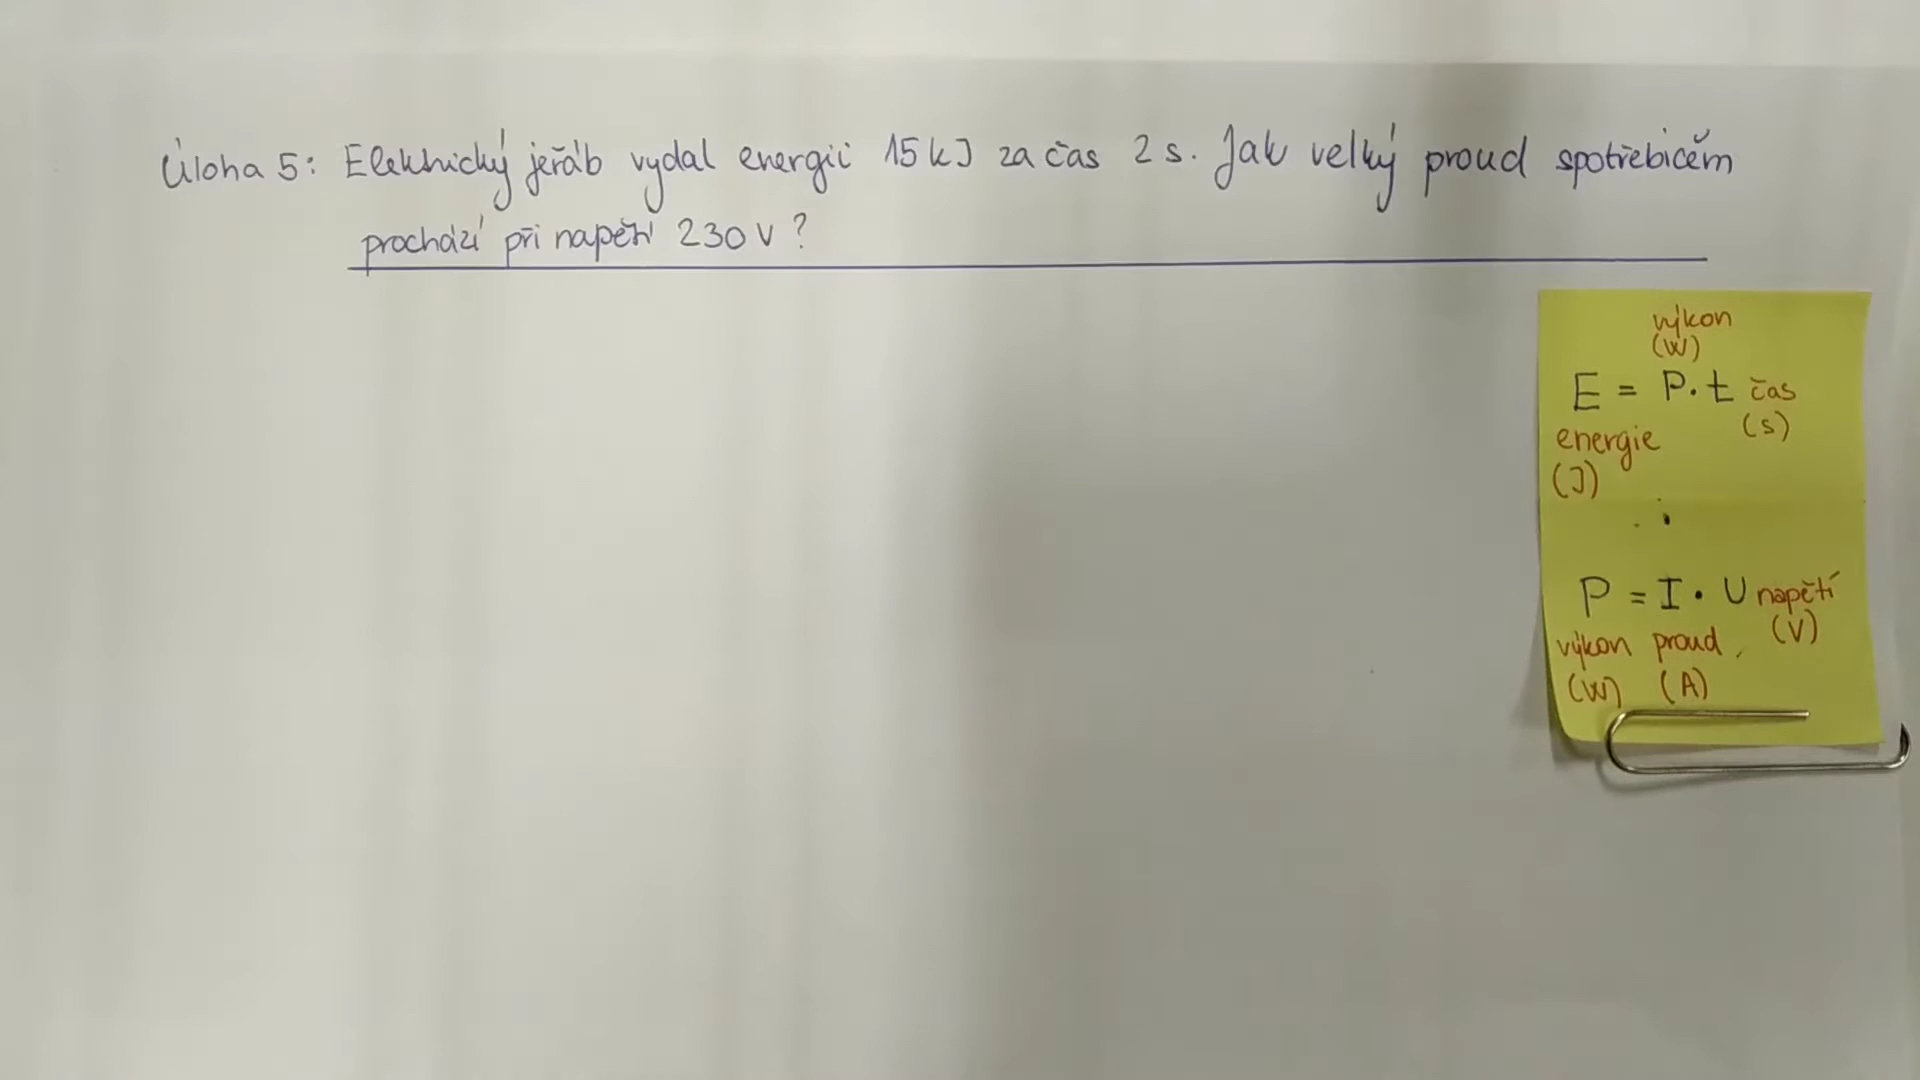 Úloha 5: Elektrický jeřáb vydal energii 15 kJ za čas 2 s. Jak velký proud spotřebičem
prochází při napětí 230 V?
výkon
(W)
E = P. t čas
energie (s)
(J)
P = I . U napětí
výkon proud (V)
(W) (A)